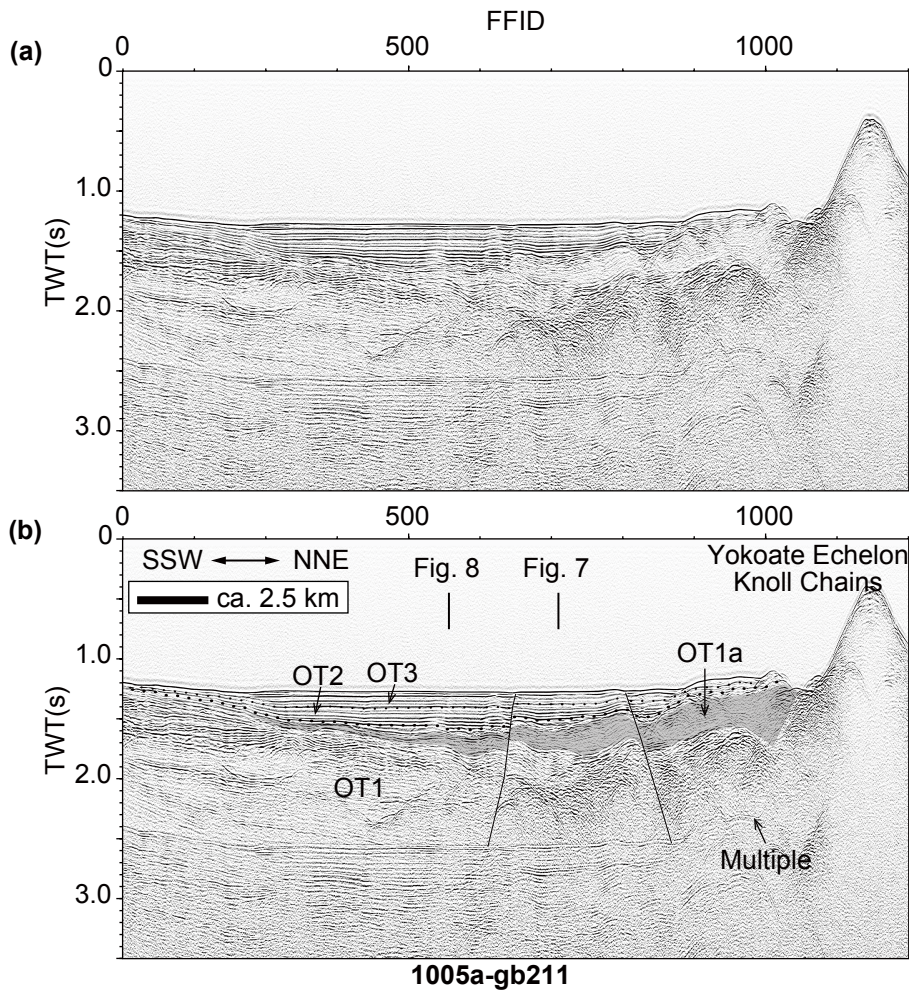 FFID
(a)
0 500 1000
0
1.0
2.0
3.0
TWT(s)
(b)
0 500 1000
0
1.0
2.0
3.0
TWT(s)
SSW NNE
ca. 2.5 km
Fig. 8 Fig. 7
Yokoate Echelon
Knoll Chains
OT1a
OT2 OT3
OT1
Multiple
1005a-gb211